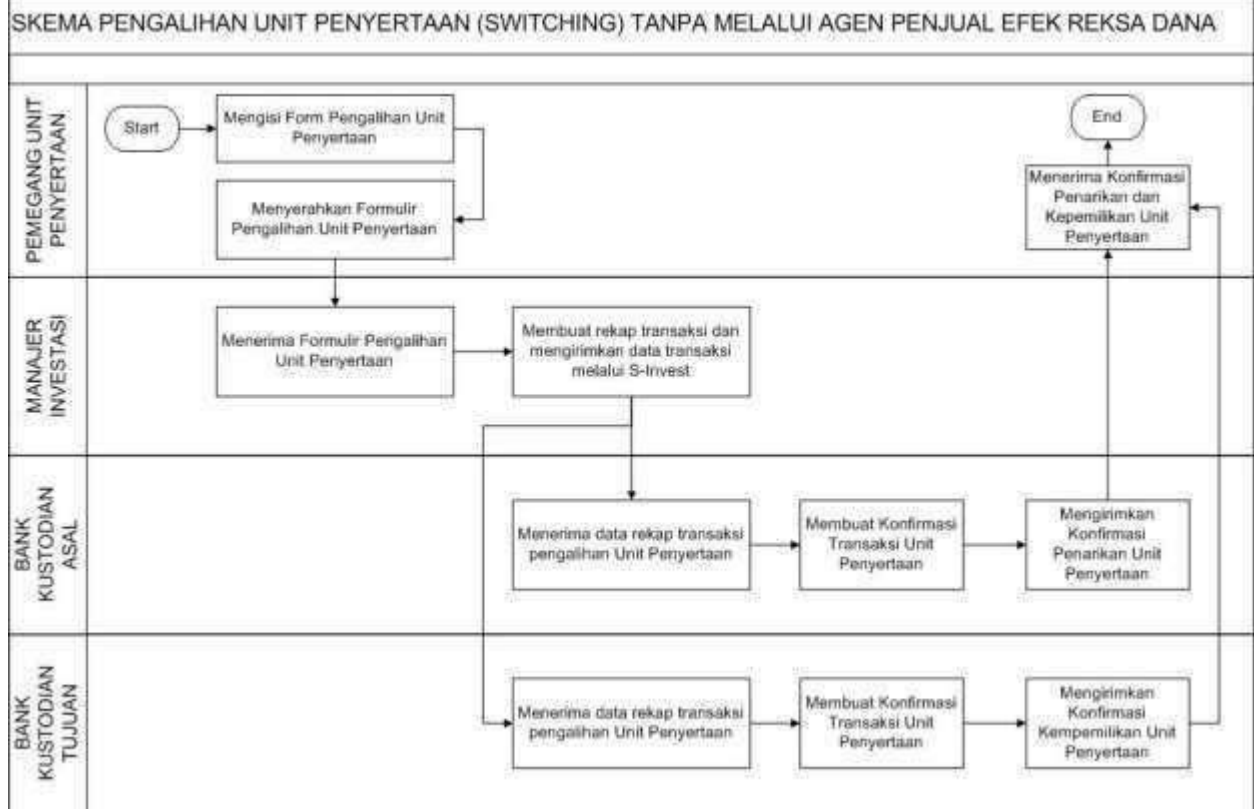 SKEMA PENGALIHAN UNIT PENYERTAAN (SWITCHING) TANPA MELALUI AGEN PENJUAL EFEK REKSA DANA
PEMEGANG UNIT
PENYERTAAN
Start
Mengisi Form Pengalihan Unit
Penyertaan
Menyerahkan Formulir
Pengalihan Unit Penyertaan
End
Menerima Konfirmasi
Penarikan dan
Kepemilikan Unit
Penyertaan
MANAJER
INVESTASI
Menerima Formulir Pengalihan
Unit Penyertaan
Membuat rekap transaksi dan
mengirimkan data transaksi
melalui S-Invest
BANK
KUSTODIAN
ASAL
Menerima data rekap transaksi
pengalihan Unit Penyertaan
Membuat Konfirmasi
Transaksi Unit
Penyertaan
Mengirimkan
Konfirmasi
Penarikan Unit
Penyertaan
BANK
KUSTODIAN
TUJUAN
Menerima data rekap transaksi
pengalihan Unit Penyertaan
Membuat Konfirmasi
Transaksi Unit
Penyertaan
Mengirimkan
Konfirmasi
Kempemilikan Unit
Penyertaan